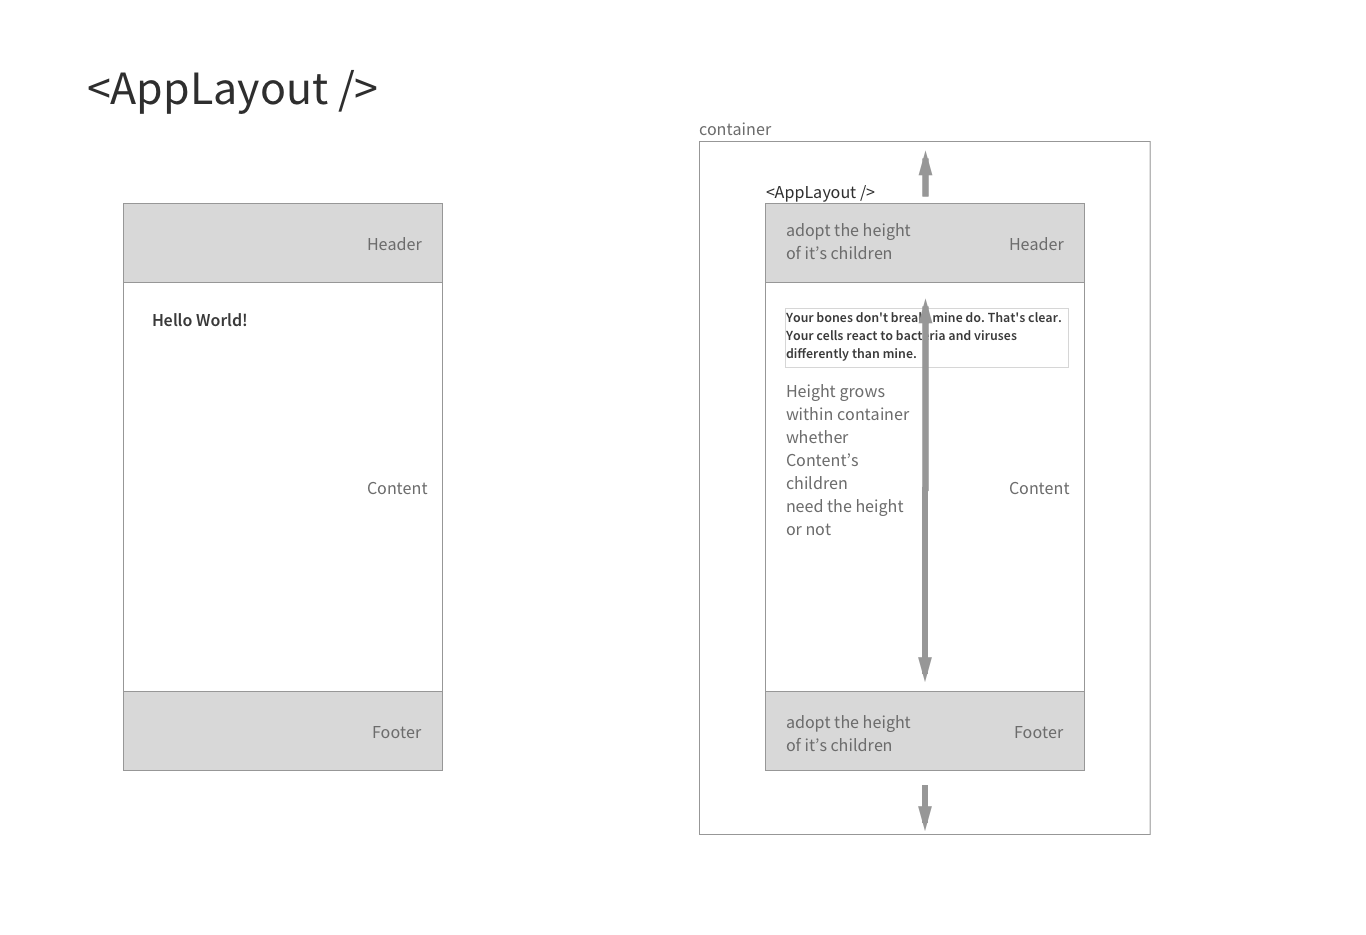 <AppLayout />
Header
Hello World!
Content
Footer
container
<AppLayout />
adopt the height
of it’s children
Header
Your bones don't break, mine do. That's clear.
Your cells react to bacteria and viruses
differently than mine.
Height grows
within container
whether
Content’s
children
need the height
or not
Content
adopt the height
of it’s children
Footer